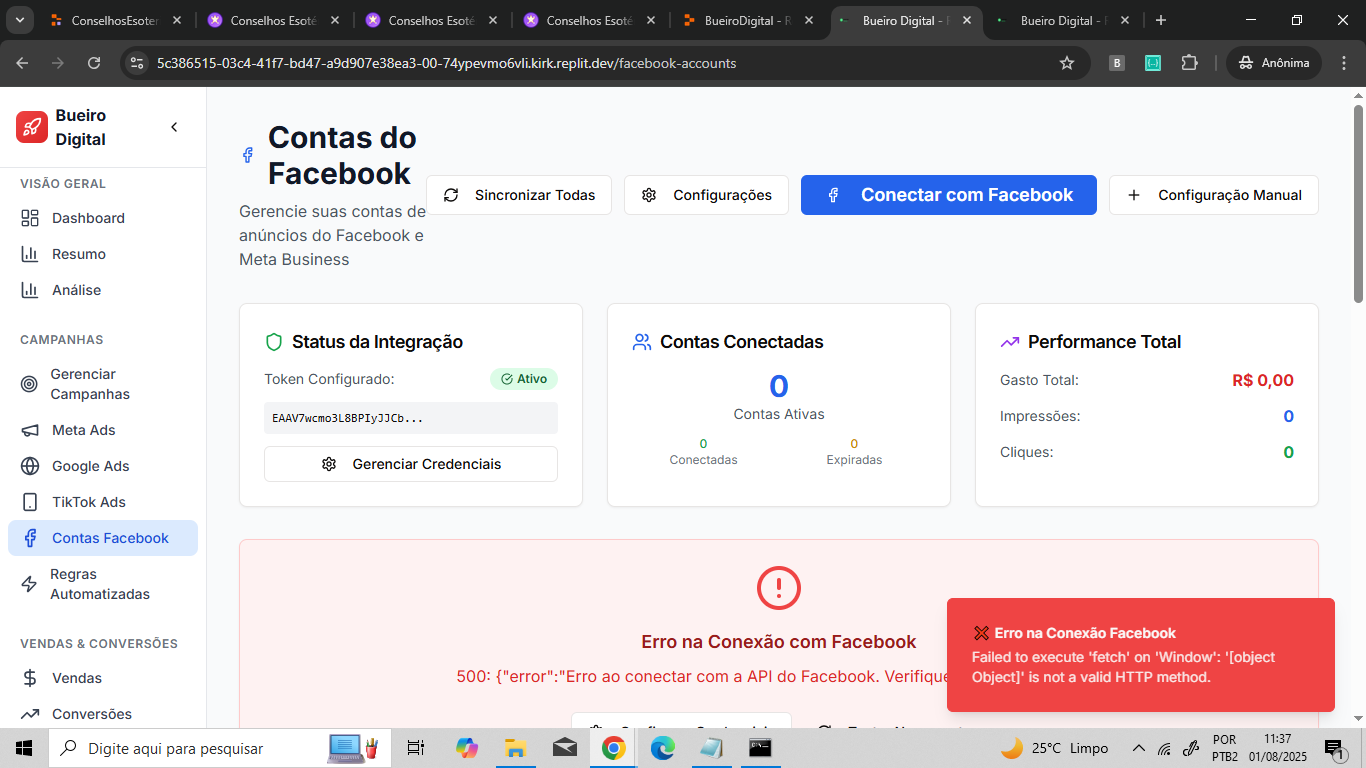 ConselhosEsoter
Conselhos Esoté
Conselhos Esoté
Conselhos Esoté
BueiroDigital - R
Bueiro Digital - F
Bueiro Digital - F
5c386515-03c4-41f7-bd47-a9d907e38ea3-00-74ypevmo6vli.kirk.replit.dev/facebook-accounts
B
Anônima
Bueiro
Digital
VISÃO GERAL
Dashboard
Resumo
Análise
CAMPANHAS
Gerenciar
Campanhas
Meta Ads
Google Ads
TikTok Ads
Contas Facebook
Regras
Automatizadas
VENDAS & CONVERSÕES
Vendas
Conversões
Contas do
Facebook
Gerencie suas contas de
anúncios do Facebook e
Meta Business
Sincronizar Todas
Configurações
Conectar com Facebook
Configuração Manual
Status da Integração
Token Configurado:
Ativo
EAAV7wcmo3L8BPIyJJCb...
Gerenciar Credenciais
Contas Conectadas
0
Contas Ativas
0
Conectadas
0
Expiradas
Performance Total
Gasto Total:
R$ 0,00
Impressões:
0
Cliques:
0
Erro na Conexão com Facebook
500: {"error":"Erro ao conectar com a API do Facebook. Verifique
Erro na Conexão Facebook
Failed to execute 'fetch' on 'Window': '[object
Object]' is not a valid HTTP method.
Digite aqui para pesquisar
25°C Limpo
POR
PTB2
11:37
01/08/2025
1